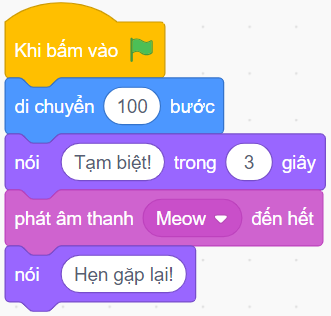 Khi bấm vào
di chuyển 100 bước
nói Tạm biệt! trong 3 giây
phát âm thanh Meow đến hết
nói Hẹn gặp lại!